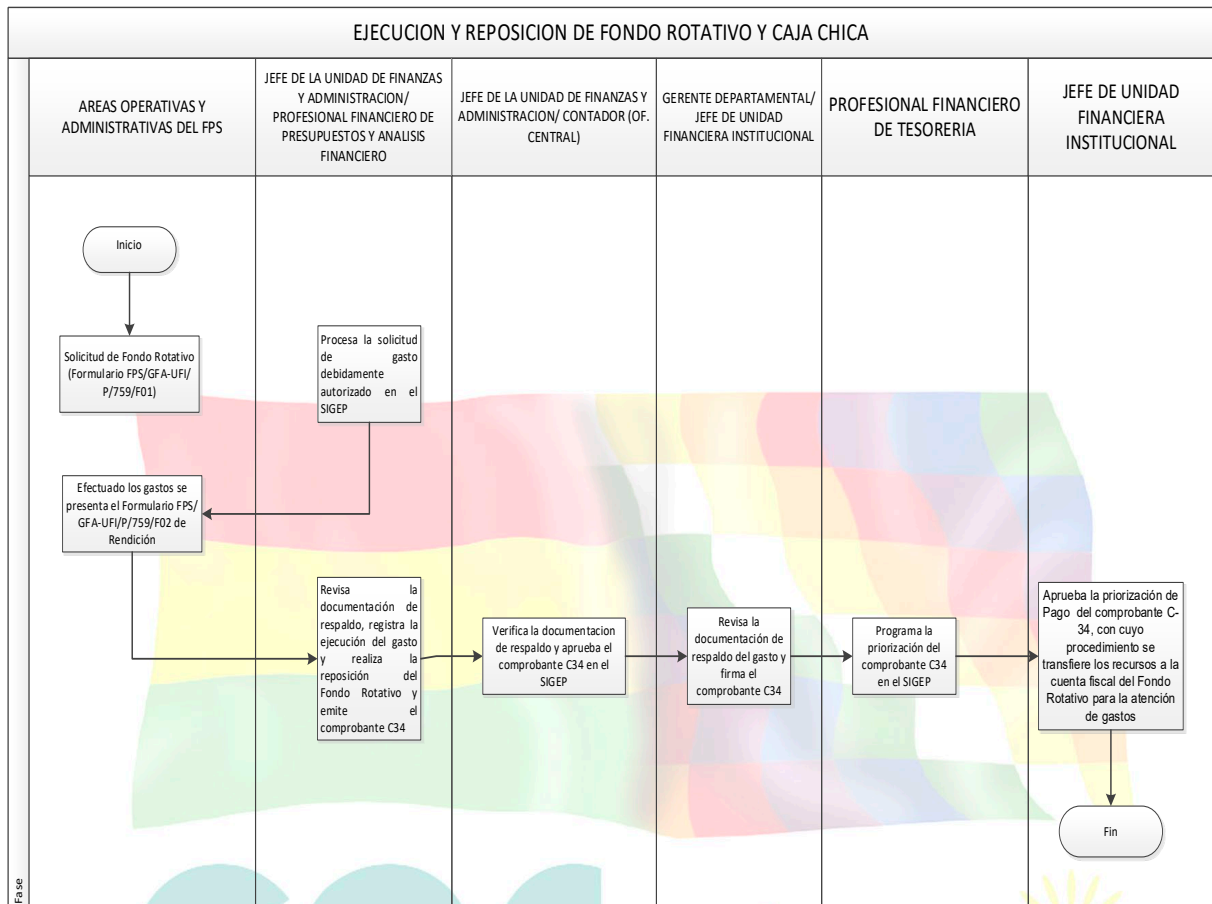 EJECUCION Y REPOSICION DE FONDO ROTATIVO Y CAJA CHICA
AREAS OPERATIVAS Y
ADMINISTRATIVAS DEL FPS
JEFE DE LA UNIDAD DE FINANZAS
Y ADMINISTRACION/
PROFESIONAL FINANCIERO DE
PRESUPUESTOS Y ANALISIS
FINANCIERO
JEFE DE LA UNIDAD DE FINANZAS Y
ADMINISTRACION/ CONTADOR (OF.
CENTRAL)
GERENTE DEPARTAMENTAL/
JEFE DE UNIDAD
FINANCIERA INSTITUCIONAL
PROFESIONAL FINANCIERO
DE TESORERIA
JEFE DE UNIDAD
FINANCIERA
INSTITUCIONAL
Inicio
Solicitud de Fondo Rotativo
(Formulario FPS/GFA-UFI/
P/759/F01)
Procesa la solicitud
de gasto
debidamente
autorizado en el
SIGEP
Efectuado los gastos se
presenta el Formulario FPS/
GFA-UFI/P/759/F02 de
Rendición
Revisa la
documentación de
respaldo, registra la
ejecución del gasto
y realiza la
reposición del
Fondo Rotativo y
emite el
comprobante C34
Verifica la documentacion
de respaldo y aprueba el
comprobante C34 en el
SIGEP
Revisa la
documentación de
respaldo del gasto y
firma el
comprobante C34
Programa la
priorización del
comprobante C34
en el SIGEP
Aprueba la priorización de
Pago del comprobante C-
34, con cuyo
procedimiento se
transfiere los recursos a la
cuenta fiscal del Fondo
Rotativo para la atención
de gastos
Fin
Fase